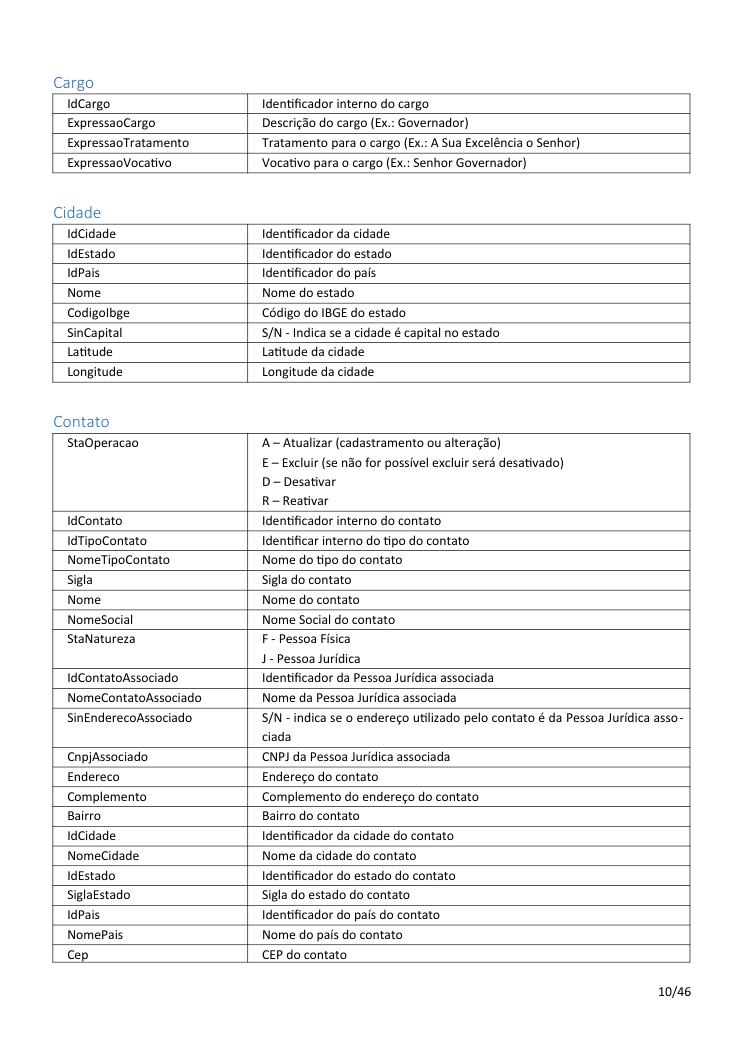 Cargo
IdCargo Identificador interno do cargo
ExpressaoCargo Descrição do cargo (Ex.: Governador)
ExpressaoTratamento Tratamento para o cargo (Ex.: A Sua Excelência o Senhor)
ExpressaoVocativo Vocativo para o cargo (Ex.: Senhor Governador)
Cidade
IdCidade Identificador da cidade
IdEstado Identificador do estado
IdPais Identificador do país
Nome Nome do estado
CodigoIbge Código do IBGE do estado
SinCapital S/N - Indica se a cidade é capital no estado
Latitude Latitude da cidade
Longitude Longitude da cidade
Contato
StaOperacao A – Atualizar (cadastramento ou alteração)
E – Excluir (se não for possível excluir será desativado)
D – Desativar
R – Reativar
IdContato Identificador interno do contato
IdTipoContato Identificar interno do tipo do contato
NomeTipoContato Nome do tipo do contato
Sigla Sigla do contato
Nome Nome do contato
NomeSocial Nome Social do contato
StaNatureza F - Pessoa Física
J - Pessoa Jurídica
IdContatoAssociado Identificador da Pessoa Jurídica associada
NomeContatoAssociado Nome da Pessoa Jurídica associada
SinEnderecoAssociado S/N - indica se o endereço utilizado pelo contato é da Pessoa Jurídica asso-
ciada
CnpjAssociado CNPJ da Pessoa Jurídica associada
Endereco Endereço do contato
Complemento Complemento do endereço do contato
Bairro Bairro do contato
IdCidade Identificador da cidade do contato
NomeCidade Nome da cidade do contato
IdEstado Identificador do estado do contato
SiglaEstado Sigla do estado do contato
IdPais Identificador do país do contato
NomePais Nome do país do contato
Cep CEP do contato
10/46